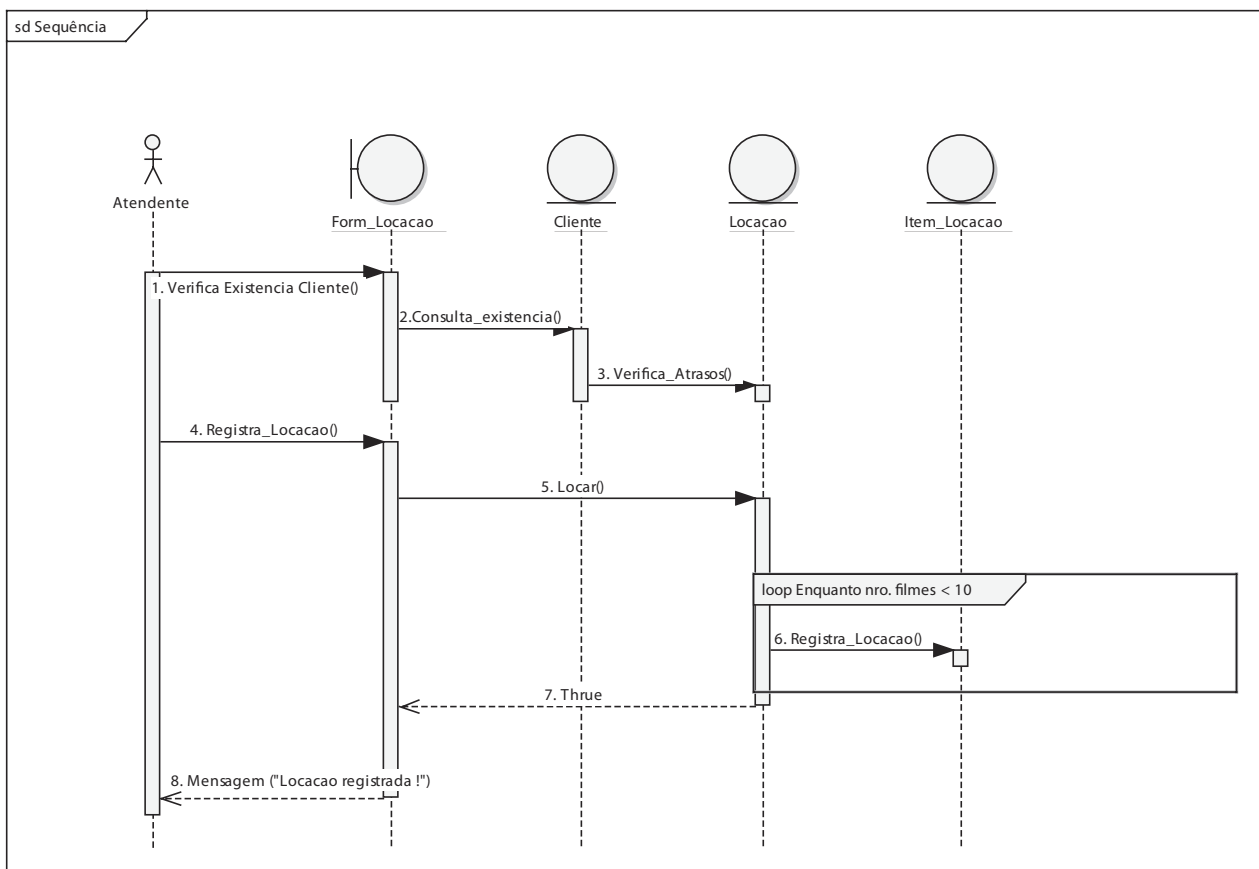 sd Sequência
Atendente
Form_Locacao
Cliente
Locacao
Item_Locacao
1. Verifica Existencia Cliente()
2.Consulta_existencia()
3. Verifica_Atrasos()
4. Registra_Locacao()
5. Locar()
loop Enquanto nro. filmes < 10
6. Registra_Locacao()
7. Thrue
8. Mensagem ("Locacao registrada !")